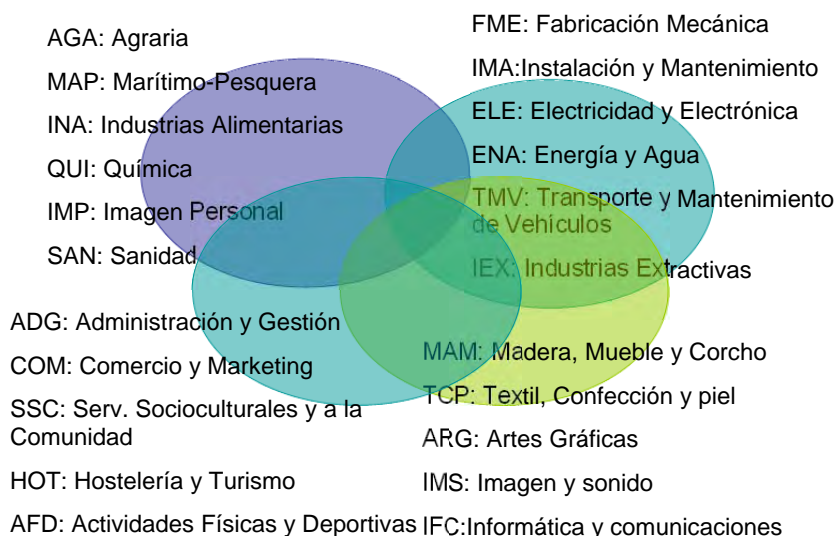 AGA: Agraria
MAP: Marítimo-Pesquera
INA: Industrias Alimentarias
QUI: Química
IMP: Imagen Personal
SAN: Sanidad
FME: Fabricación Mecánica
IMA:Instalación y Mantenimiento
ELE: Electricidad y Electrónica
ENA: Energía y Agua
TMV: Transporte y Mantenimiento
de Vehículos
IEX: Industrias Extractivas
ADG: Administración y Gestión
COM: Comercio y Marketing
SSC: Serv. Socioculturales y a la
Comunidad
HOT: Hostelería y Turismo
AFD: Actividades Físicas y Deportivas
MAM: Madera, Mueble y Corcho
TCP: Textil, Confección y piel
ARG: Artes Gráficas
IMS: Imagen y sonido
IFC:Informática y comunicaciones